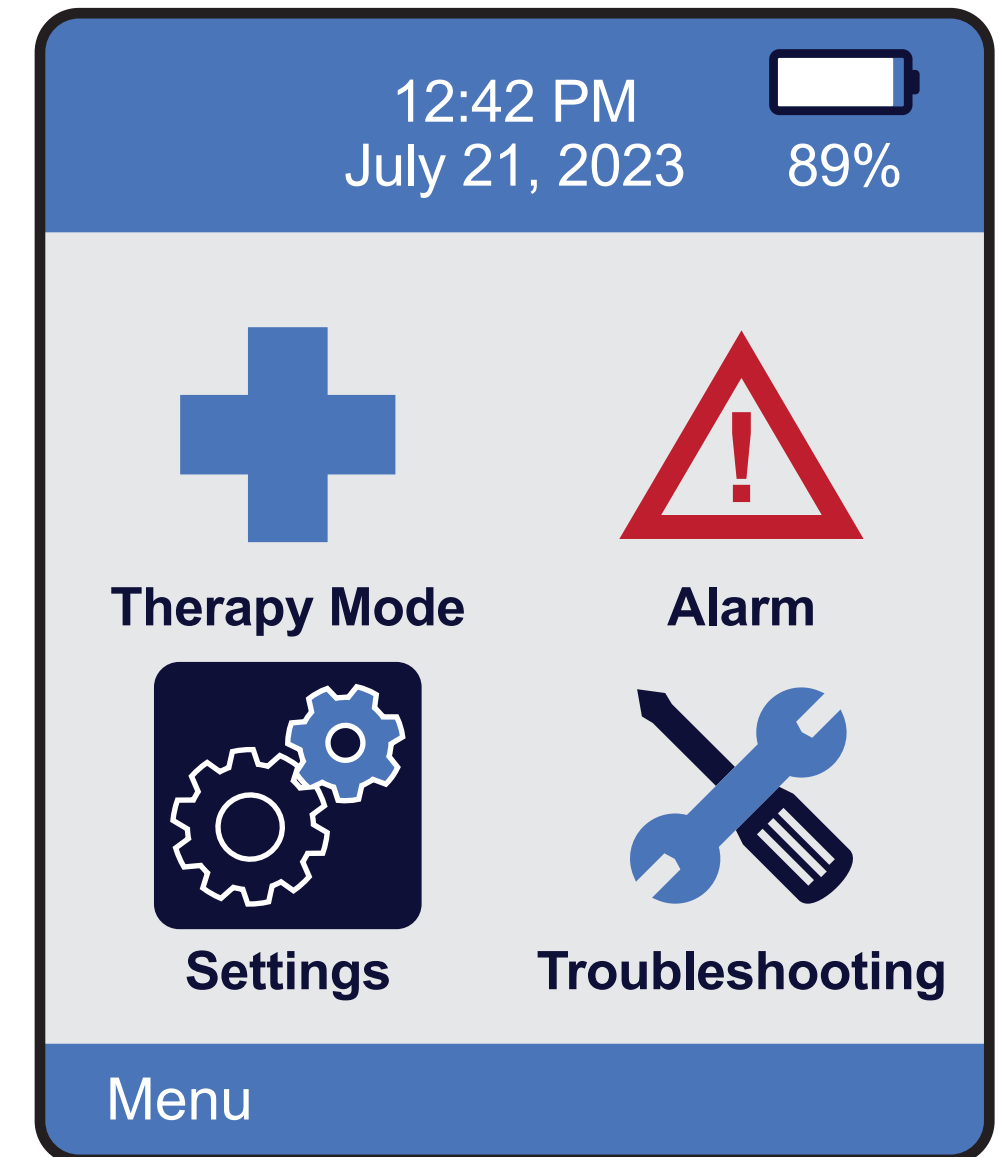 12:42 PM
July 21, 2023
89%
Therapy Mode
Alarm
Settings
Troubleshooting
Menu